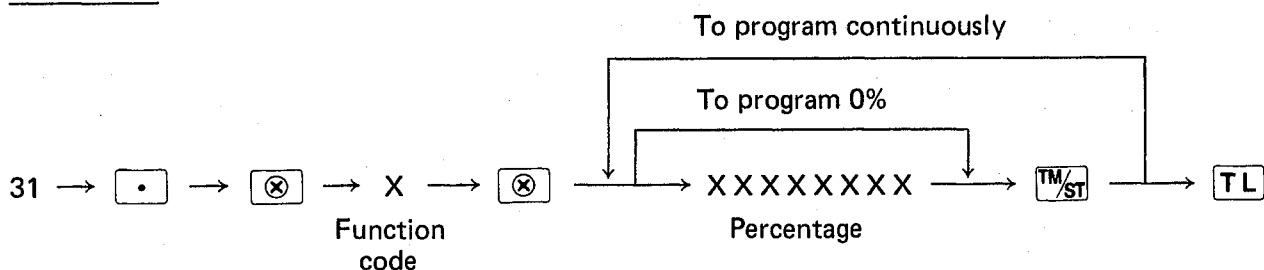 To program continuously
To program 0%
31 → [•] → [⊗] → X → [⊗] → XXXXXXXX → [TM/ST] → [TL]
Function
code
Percentage